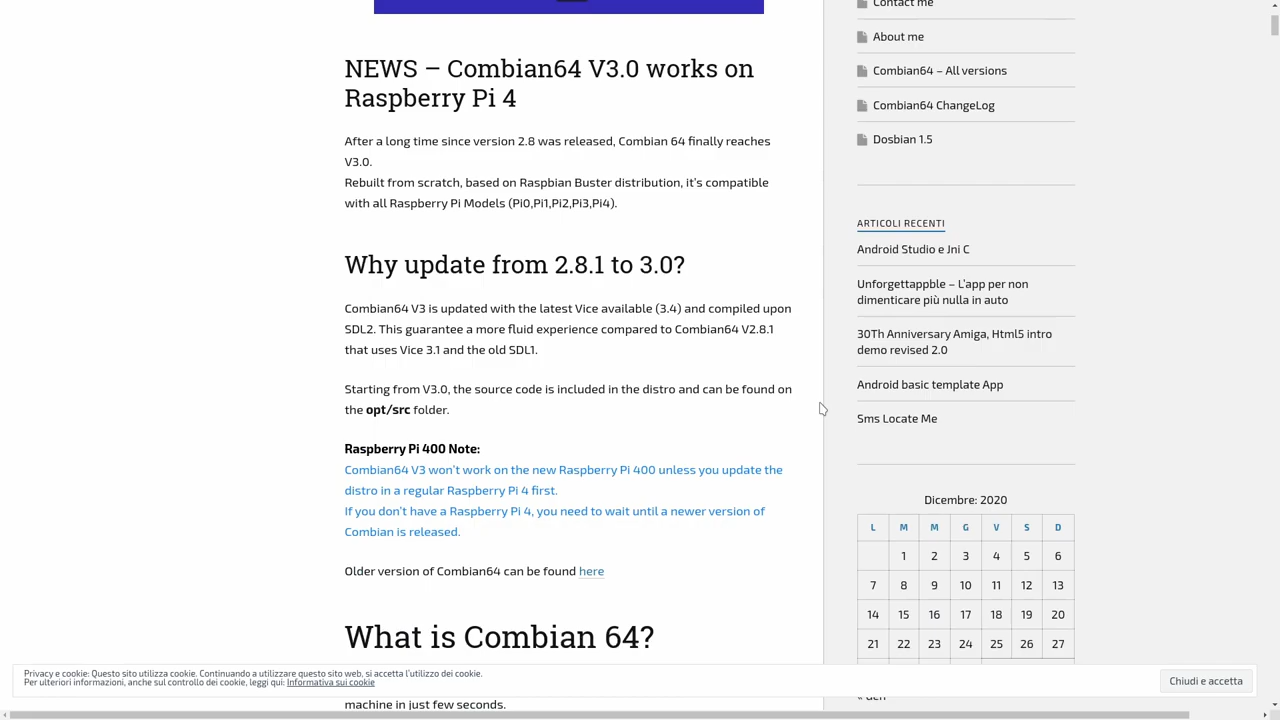 NEWS – Combian64 V3.0 works on
Raspberry Pi 4
After a long time since version 2.8 was released, Combian 64 finally reaches
V3.0.
Rebuilt from scratch, based on Raspbian Buster distribution, it’s compatible
with all Raspberry Pi Models (Pi0,Pi1,Pi2,Pi3,Pi4).
Why update from 2.8.1 to 3.0?
Combian64 V3 is updated with the latest Vice available (3.4) and compiled upon
SDL2. This guarantee a more fluid experience compared to Combian64 V2.8.1
that uses Vice 3.1 and the old SDL1.
Starting from V3.0, the source code is included in the distro and can be found on
the opt/src folder.
Raspberry Pi 400 Note:
Combian64 V3 won’t work on the new Raspberry Pi 400 unless you update the
distro in a regular Raspberry Pi 4 first.
If you don’t have a Raspberry Pi 4, you need to wait until a newer version of
Combian is released.
Older version of Combian64 can be found here
What is Combian 64?
machine in just few seconds.
Contact me
About me
Combian64 – All versions
Combian64 ChangeLog
Dosbian 1.5
ARTICOLI RECENTI
Android Studio e Jni C
Unforgettappble – L’app per non
dimenticare più nulla in auto
30Th Anniversary Amiga, Html5 intro
demo revised 2.0
Android basic template App
Sms Locate Me
Dicembre: 2020
L M M G V S D
1 2 3 4 5 6
7 8 9 10 11 12 13
14 15 16 17 18 19 20
21 22 23 24 25 26 27
Privacy e cookie: Questo sito utilizza cookie. Continuando a utilizzare questo sito web, si accetta l’utilizzo dei cookie.
Per ulteriori informazioni, anche sul controllo dei cookie, leggi qui: Informativa sui cookie
Chiudi e accetta